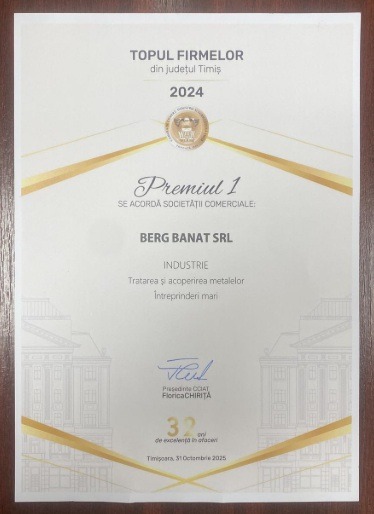 TOPUL FIRMELOR
din județul Timiș
2024
Premiul 1
SE ACORDĂ SOCIETĂȚII COMERCIALE:
BERG BANAT SRL
INDUSTRIE
Tratarea și acoperirea metalelor
Întreprinderi mari
Președinte CCIAT,
Florica CHIRIȚĂ
32 ani
de excelență în afaceri
Timișoara, 31 Octombrie 2025